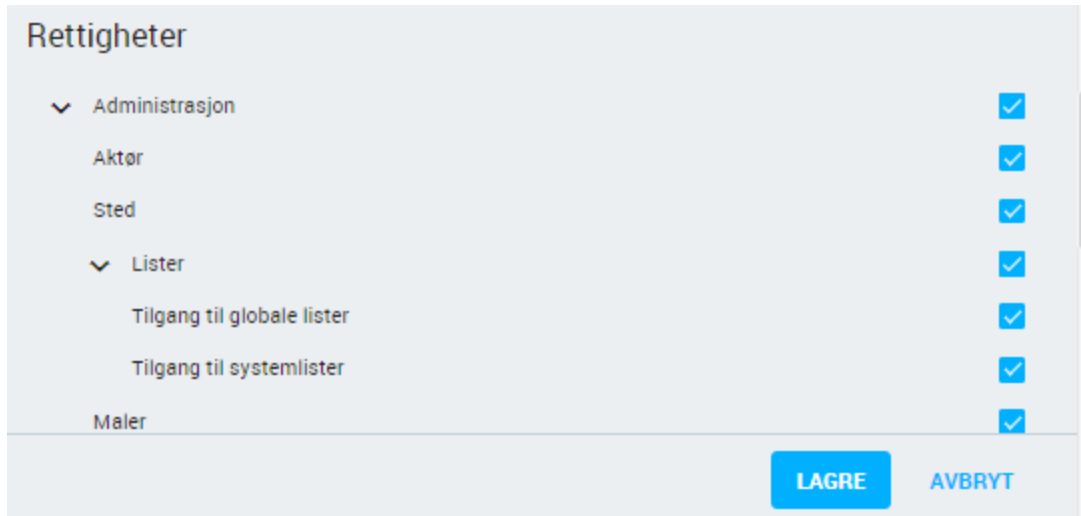 Rettigheter
Administrasjon
Aktør
Sted
Lister
Tilgang til globale lister
Tilgang til systemlister
Maler
LAGRE AVBRYT